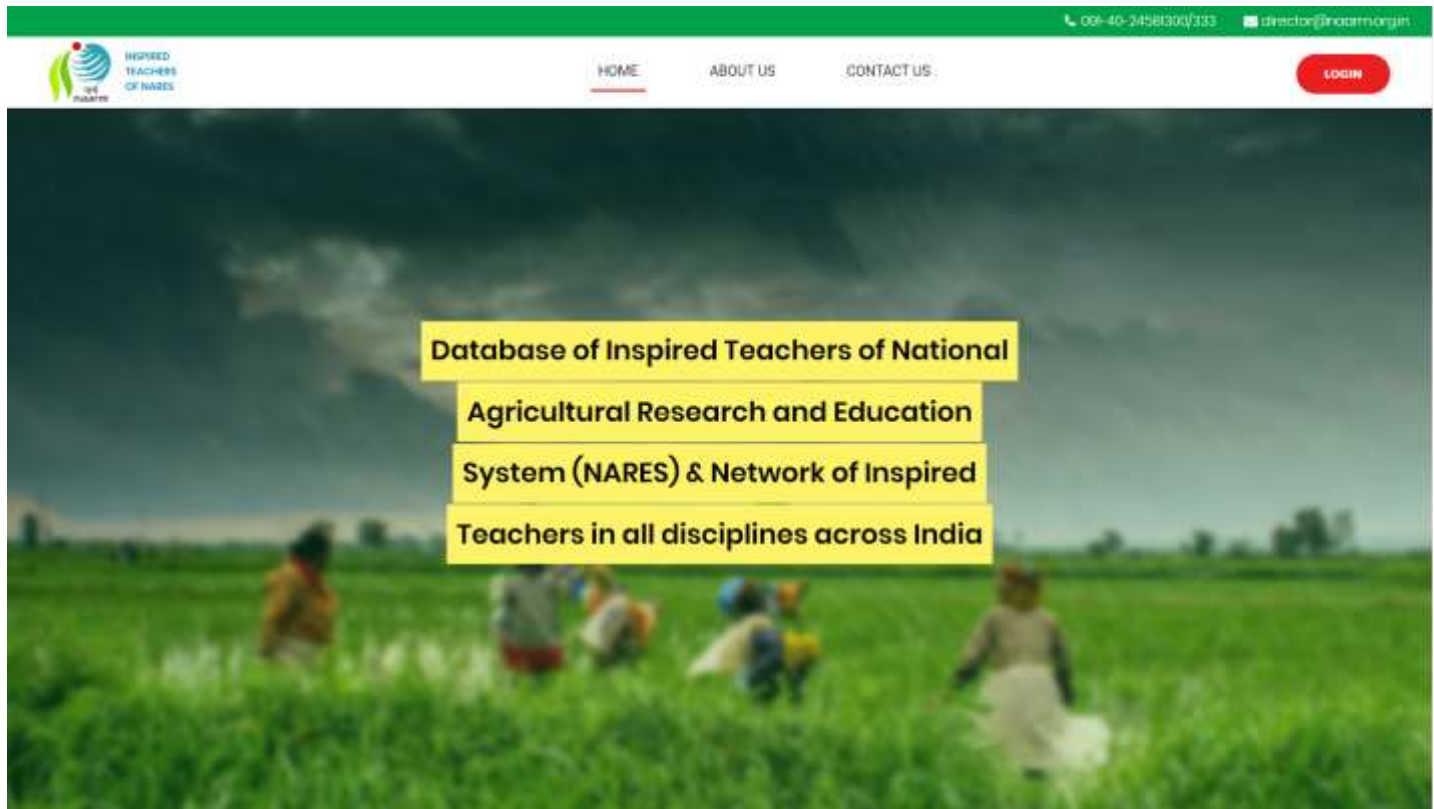 091-40-24581300/333 director@naarm.org.in
INSPIRED
TEACHERS
OF NARES
naarm
HOME ABOUT US CONTACT US
LOGIN
Database of Inspired Teachers of National
Agricultural Research and Education
System (NARES) & Network of Inspired
Teachers in all disciplines across India